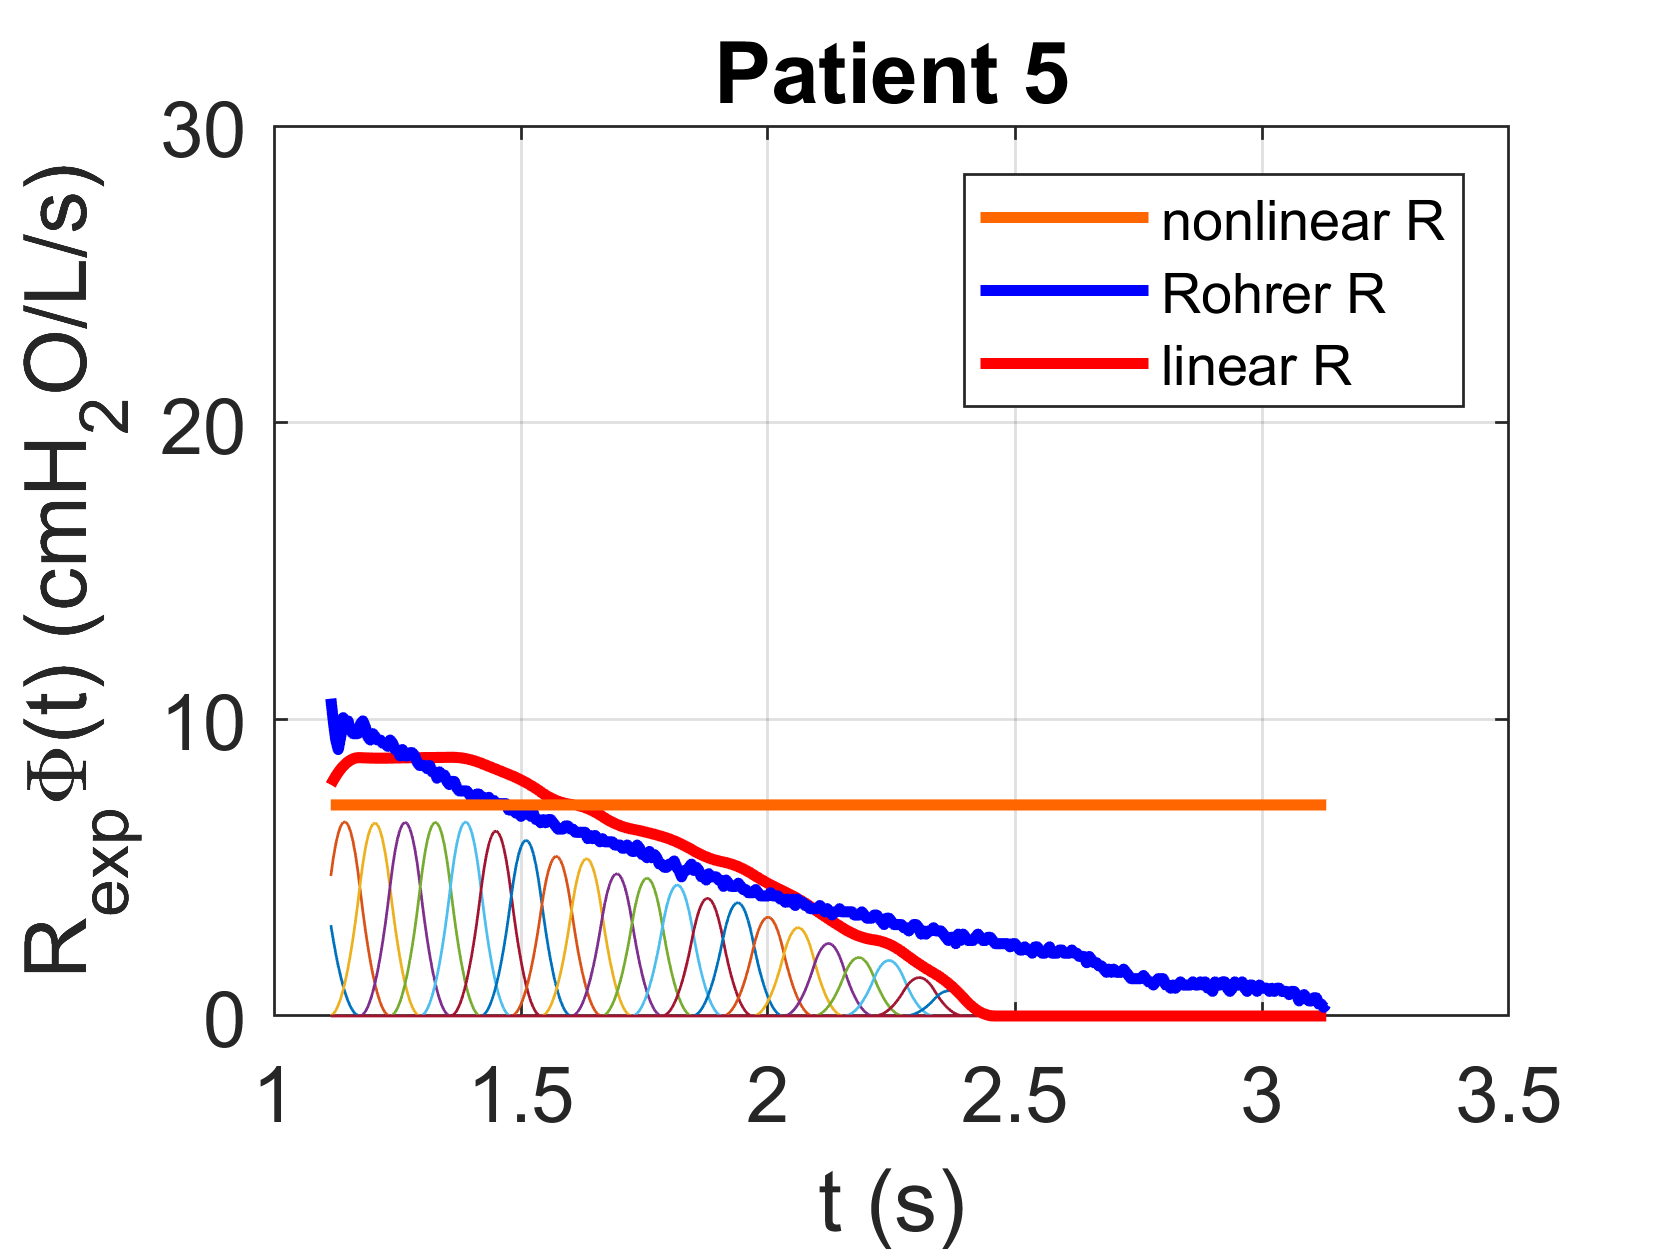 Patient 5
R_exp Φ(t) (cmH_2O/L/s)
30
20
10
0
nonlinear R
Rohrer R
linear R
1 1.5 2 2.5 3 3.5
t (s)